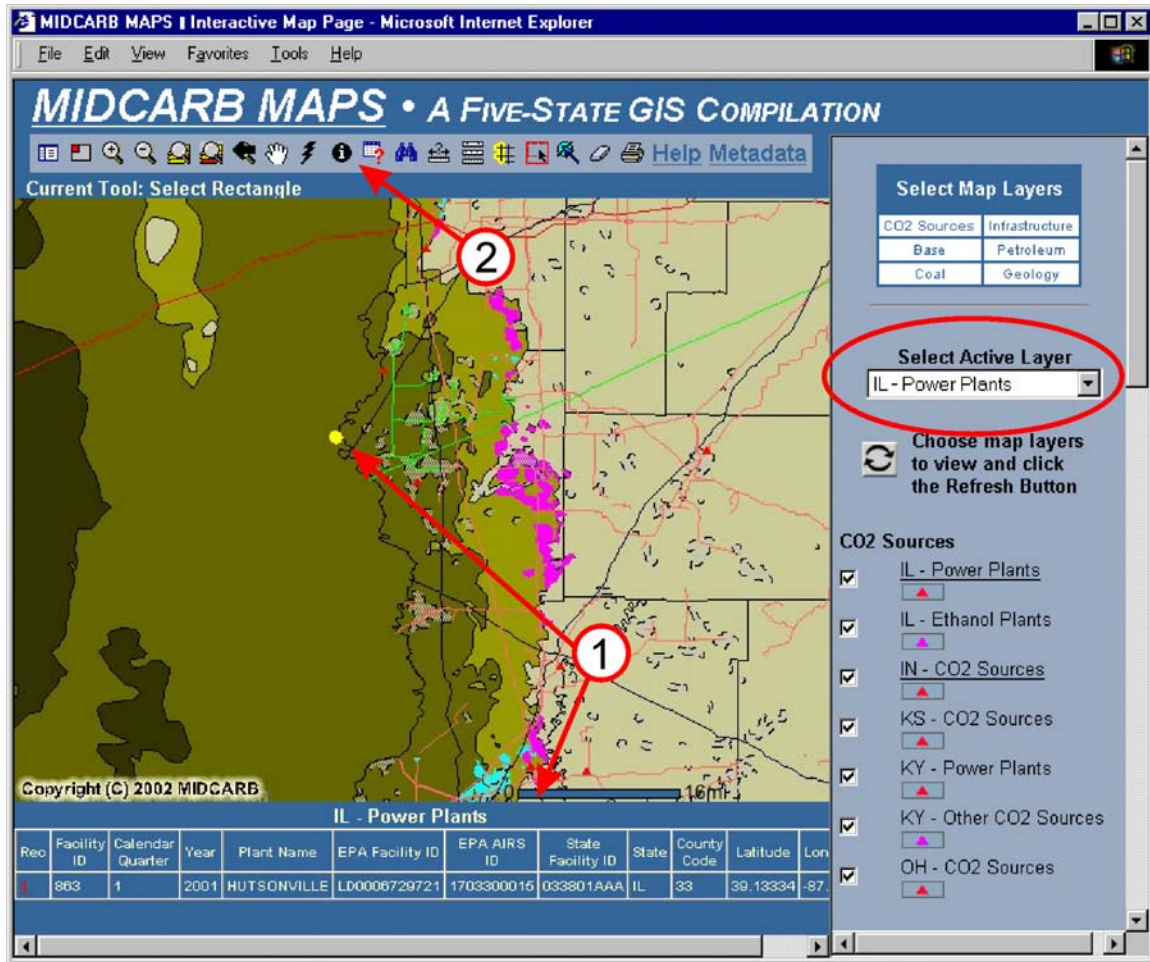 MIDCARB MAPS || Interactive Map Page - Microsoft Internet Explorer
File Edit View Favorites Tools Help
MIDCARB MAPS • A FIVE-STATE GIS COMPILATION
Help Metadata
Current Tool: Select Rectangle
2
1
Copyright (C) 2002 MIDCARB
0 16mi
Select Map Layers
CO2 Sources Infrastructure
Base Petroleum
Coal Geology
Select Active Layer
IL - Power Plants
Choose map layers
to view and click
the Refresh Button
CO2 Sources
IL - Power Plants
IL - Ethanol Plants
IN - CO2 Sources
KS - CO2 Sources
KY - Power Plants
KY - Other CO2 Sources
OH - CO2 Sources
IL - Power Plants
Rec Facility ID Calendar Quarter Year Plant Name EPA Facility ID EPA AIRS ID State Facility ID State County Code Latitude Lon
1 863 1 2001 HUTSONVILLE LD0006729721 1703300015 033801AAA IL 33 39.13334 -87.